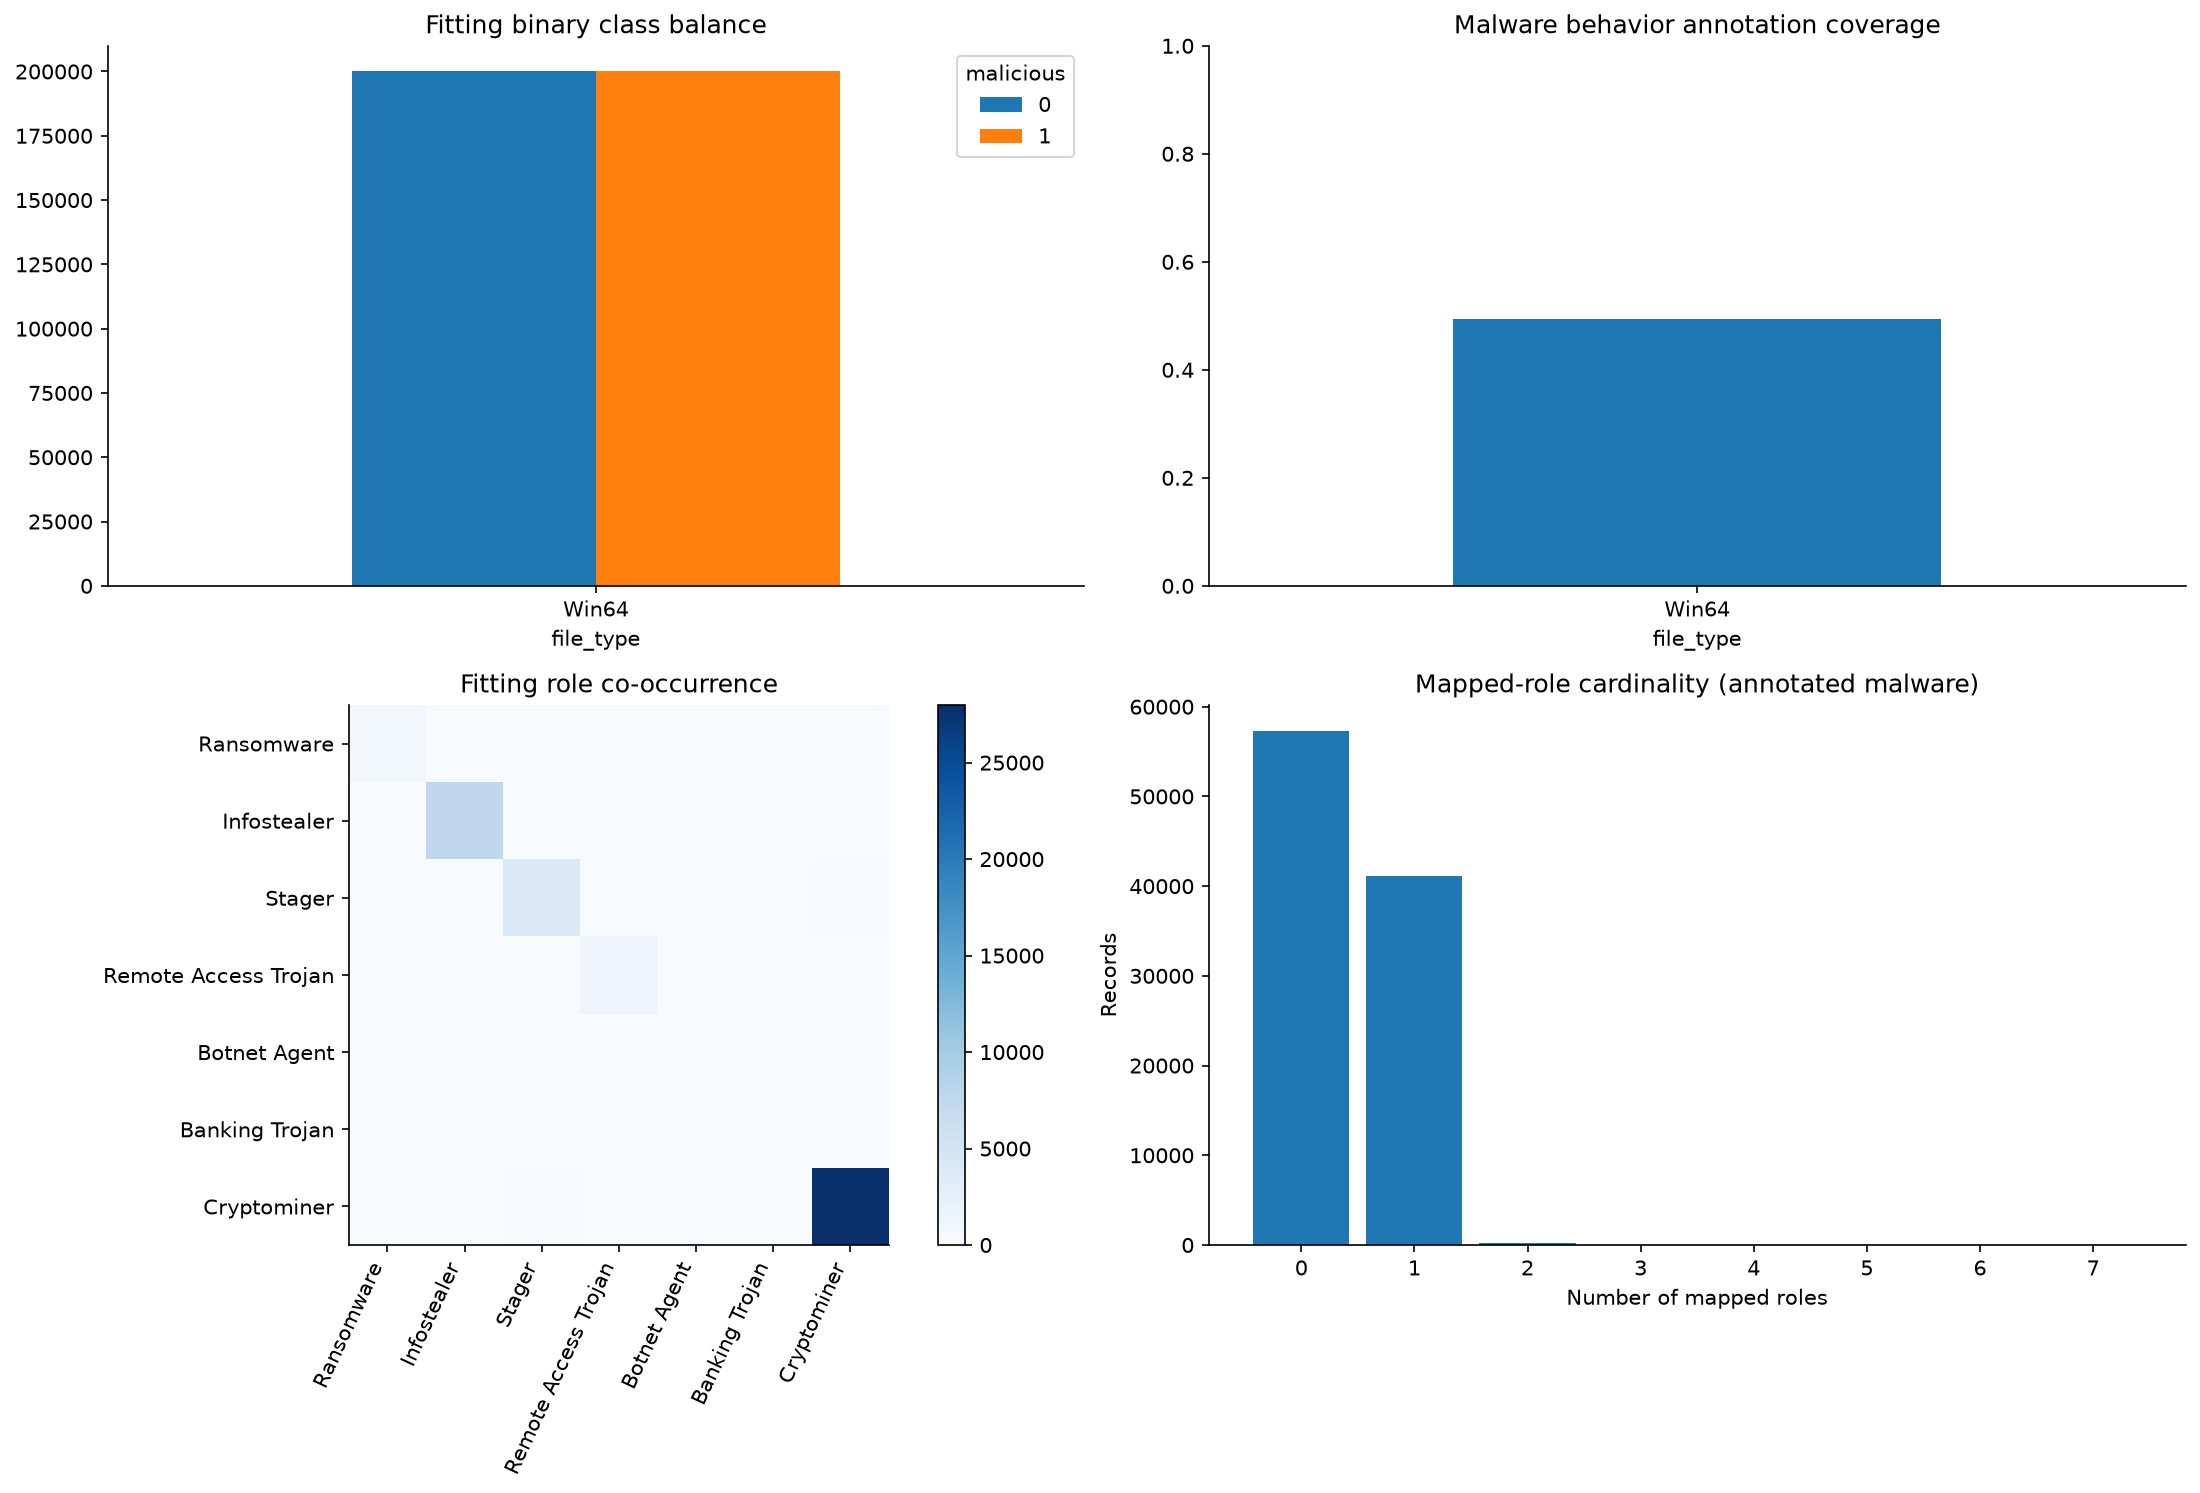 Fitting binary class balance
200000
175000
150000
125000
100000
75000
50000
25000
0
malicious
0
1
Win64
file_type
Malware behavior annotation coverage
1.0
0.8
0.6
0.4
0.2
0.0
Win64
file_type
Fitting role co-occurrence
Ransomware
Infostealer
Stager
Remote Access Trojan
Botnet Agent
Banking Trojan
Cryptominer
Ransomware
Infostealer
Stager
Remote Access Trojan
Botnet Agent
Banking Trojan
Cryptominer
25000
20000
15000
10000
5000
0
Mapped-role cardinality (annotated malware)
Records
60000
50000
40000
30000
20000
10000
0
0 1 2 3 4 5 6 7
Number of mapped roles